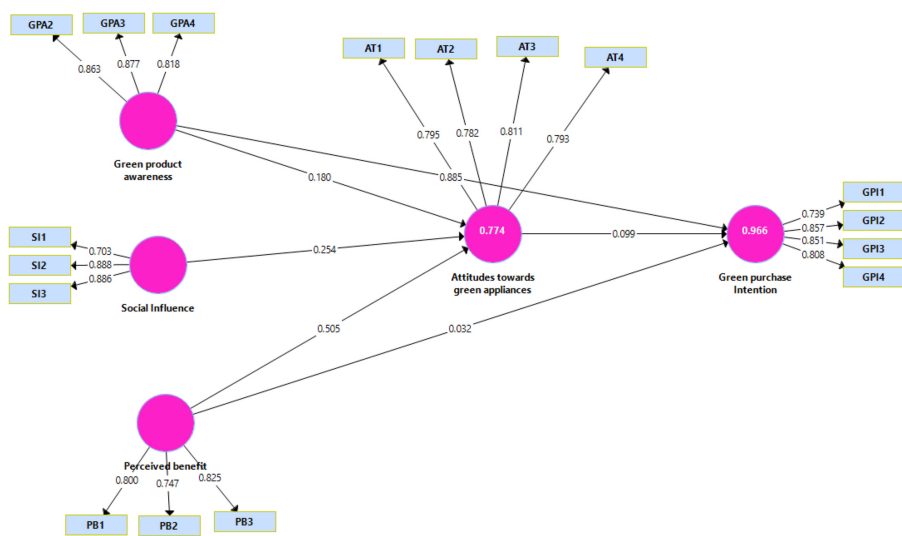 GPA2
GPA3
GPA4
0.863
0.877
0.818
Green product
awareness
AT1
AT2
AT3
AT4
0.795
0.782
0.811
0.793
0.180
0.885
SI1
SI2
SI3
0.703
0.888
0.886
Social Influence
0.254
0.774
Attitudes towards
green appliances
0.099
0.966
Green purchase
Intention
GPI1
GPI2
GPI3
GPI4
0.739
0.857
0.851
0.808
0.505
0.032
Perceived benefit
0.800
0.747
0.825
PB1
PB2
PB3